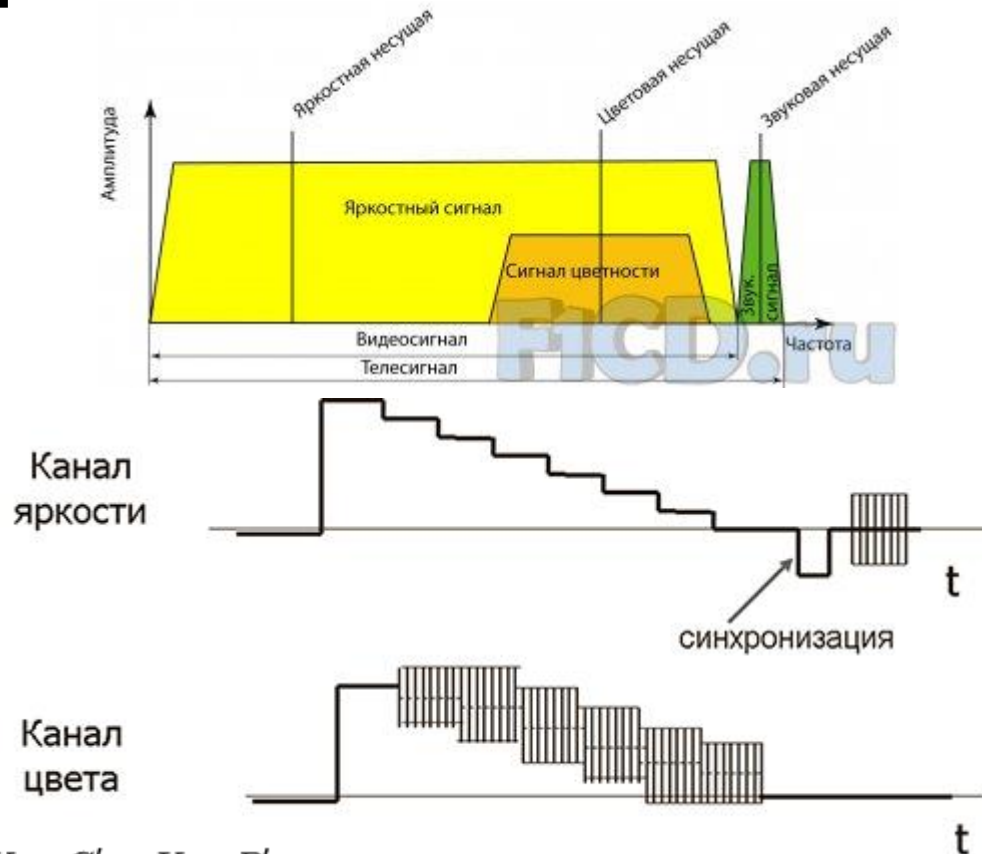 Амплитуда
Яркостная несущая
Цветовая несущая
Звуковая несущая
Яркостный сигнал
Сигнал цветности
Звук.
сигнал
Видеосигнал
Частота
Телесигнал
F1CD.ru
Канал
яркости
t
синхронизация
Канал
цвета
t